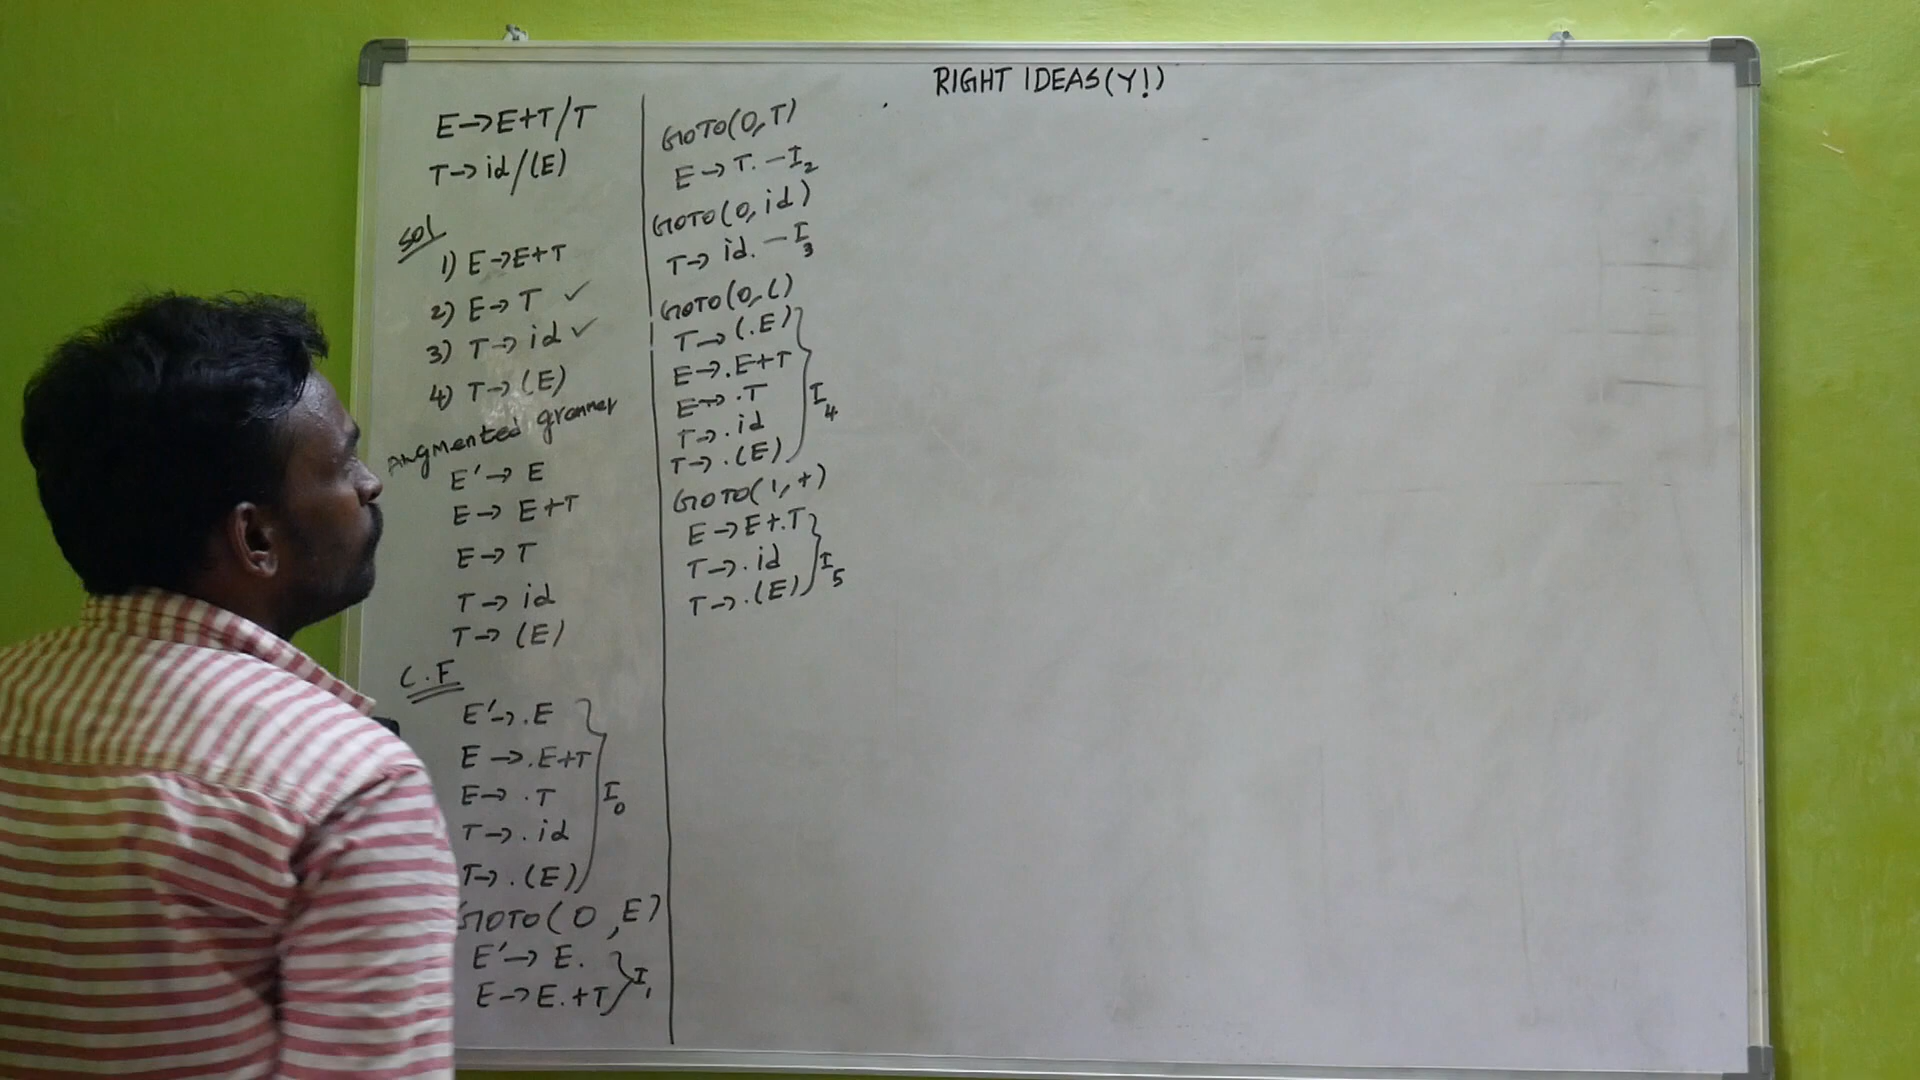 RIGHT IDEAS(Y!)
E→E+T/T
T→id/(E)
Sol
1) E→E+T
2) E→T ✓
3) T→id ✓
4) T→(E)
Augmented grammer
E'→E
E→E+T
E→T
T→id
T→(E)
C.F
E'→.E
E→.E+T
E→.T
T→.id
T→.(E)
I0
GOTO(0,E)
E'→E.
E→E.+T
I1
GOTO(0,T)
E→T. –I2
GOTO(0,id)
T→id. –I3
GOTO(0,()
T→(.E)
E→.E+T
E→.T
T→.id
T→.(E)
I4
GOTO(1,+)
E→E+.T
T→.id
T→.(E)
I5